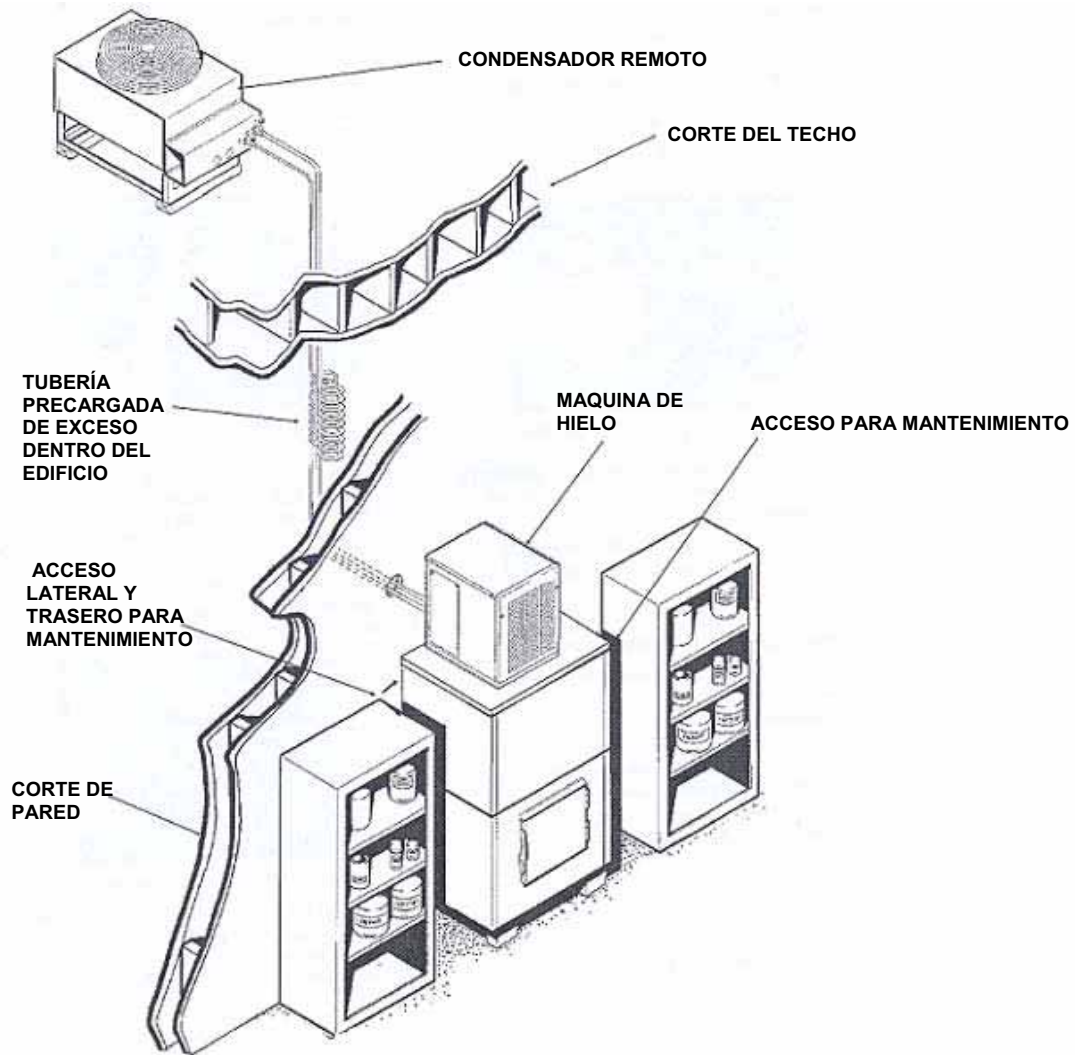 CONDENSADOR REMOTO
CORTE DEL TECHO
TUBERÍA
PRECARGADA
DE EXCESO
DENTRO DEL
EDIFICIO
MAQUINA DE
HIELO
ACCESO PARA MANTENIMIENTO
ACCESO
LATERAL Y
TRASERO PARA
MANTENIMIENTO
CORTE DE
PARED